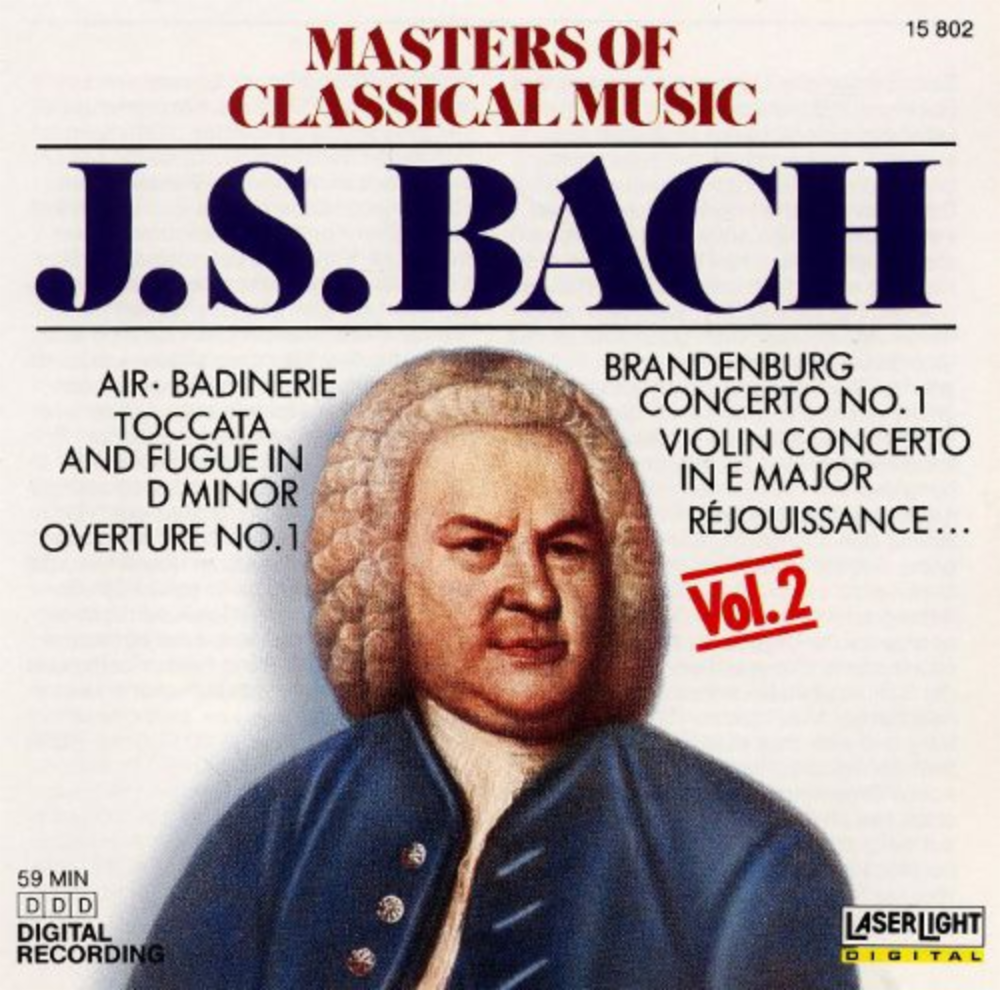 15 802
MASTERS OF
CLASSICAL MUSIC
J.S. BACH
AIR · BADINERIE
TOCCATA
AND FUGUE IN
D MINOR
OVERTURE NO. 1
BRANDENBURG
CONCERTO NO. 1
VIOLIN CONCERTO
IN E MAJOR
RÉJOUISSANCE...
Vol. 2
59 MIN
D D D
DIGITAL
RECORDING
LASERLIGHT
DIGITAL